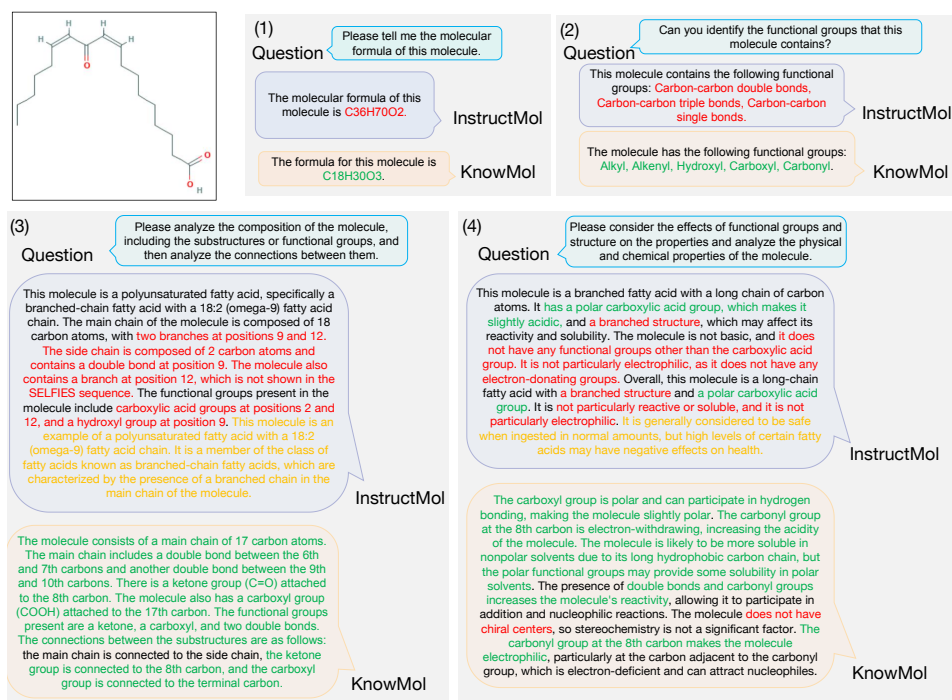 H
H
H
H
O
O
O
H
(1)
Question
Please tell me the molecular
formula of this molecule.
The molecular formula of this
molecule is C36H70O2.
InstructMol
The formula for this molecule is
C18H30O3.
KnowMol
(2)
Question
Can you identify the functional groups that this
molecule contains?
This molecule contains the following functional
groups: Carbon-carbon double bonds,
Carbon-carbon triple bonds, Carbon-carbon
single bonds.
InstructMol
The molecule has the following functional groups:
Alkyl, Alkenyl, Hydroxyl, Carboxyl, Carbonyl.
KnowMol
(3)
Question
Please analyze the composition of the molecule,
including the substructures or functional groups, and
then analyze the connections between them.
This molecule is a polyunsaturated fatty acid, specifically a
branched-chain fatty acid with a 18:2 (omega-9) fatty acid
chain. The main chain of the molecule is composed of 18
carbon atoms, with two branches at positions 9 and 12.
The side chain is composed of 2 carbon atoms and
contains a double bond at position 9. The molecule also
contains a branch at position 12, which is not shown in the
SELFIES sequence. The functional groups present in the
molecule include carboxylic acid groups at positions 2 and
12, and a hydroxyl group at position 9. This molecule is an
example of a polyunsaturated fatty acid with a 18:2
(omega-9) fatty acid chain. It is a member of the class of
fatty acids known as branched-chain fatty acids, which are
characterized by the presence of a branched chain in the
main chain of the molecule.
InstructMol
The molecule consists of a main chain of 17 carbon atoms.
The main chain includes a double bond between the 6th
and 7th carbons and another double bond between the 9th
and 10th carbons. There is a ketone group (C=O) attached
to the 8th carbon. The molecule also has a carboxyl group
(COOH) attached to the 17th carbon. The functional groups
present are a ketone, a carboxyl, and two double bonds.
The connections between the substructures are as follows:
the main chain is connected to the side chain, the ketone
group is connected to the 8th carbon, and the carboxyl
group is connected to the terminal carbon.
KnowMol
(4)
Question
Please consider the effects of functional groups and
structure on the properties and analyze the physical
and chemical properties of the molecule.
This molecule is a branched fatty acid with a long chain of carbon
atoms. It has a polar carboxylic acid group, which makes it
slightly acidic, and a branched structure, which may affect its
reactivity and solubility. The molecule is not basic, and it does
not have any functional groups other than the carboxylic acid
group. It is not particularly electrophilic, as it does not have any
electron-donating groups. Overall, this molecule is a long-chain
fatty acid with a branched structure and a polar carboxylic acid
group. It is not particularly reactive or soluble, and it is not
particularly electrophilic. It is generally considered to be safe
when ingested in normal amounts, but high levels of certain fatty
acids may have negative effects on health.
InstructMol
The carboxyl group is polar and can participate in hydrogen
bonding, making the molecule slightly polar. The carbonyl group
at the 8th carbon is electron-withdrawing, increasing the acidity
of the molecule. The molecule is likely to be more soluble in
nonpolar solvents due to its long hydrophobic carbon chain, but
the polar functional groups may provide some solubility in polar
solvents. The presence of double bonds and carbonyl groups
increases the molecule's reactivity, allowing it to participate in
addition and nucleophilic reactions. The molecule does not have
chiral centers, so stereochemistry is not a significant factor. The
carbonyl group at the 8th carbon makes the molecule
electrophilic, particularly at the carbon adjacent to the carbonyl
group, which is electron-deficient and can attract nucleophiles.
KnowMol